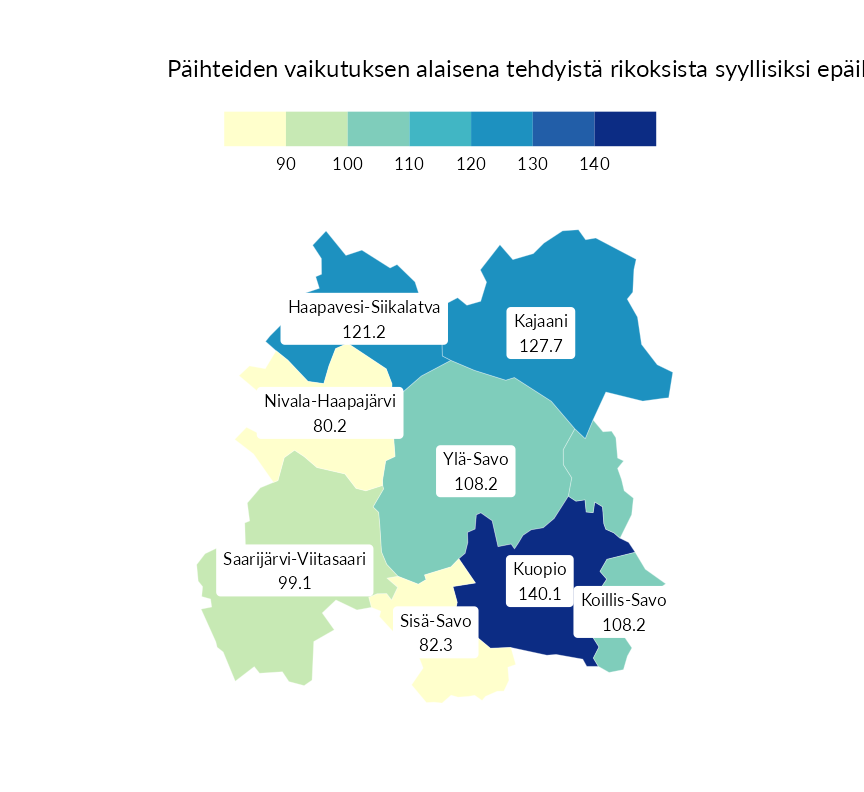 Päihteiden vaikutuksen alaisena tehdyistä rikoksista syyllisiksi
90 100 110 120 130 140
Haapavesi-Siikalatva
121.2
Kajaani
127.7
Nivala-Haapajärvi
80.2
Ylä-Savo
108.2
Saarijärvi-Viitasaari
99.1
Kuopio
140.1
Koillis-Savo
108.2
Sisä-Savo
82.3